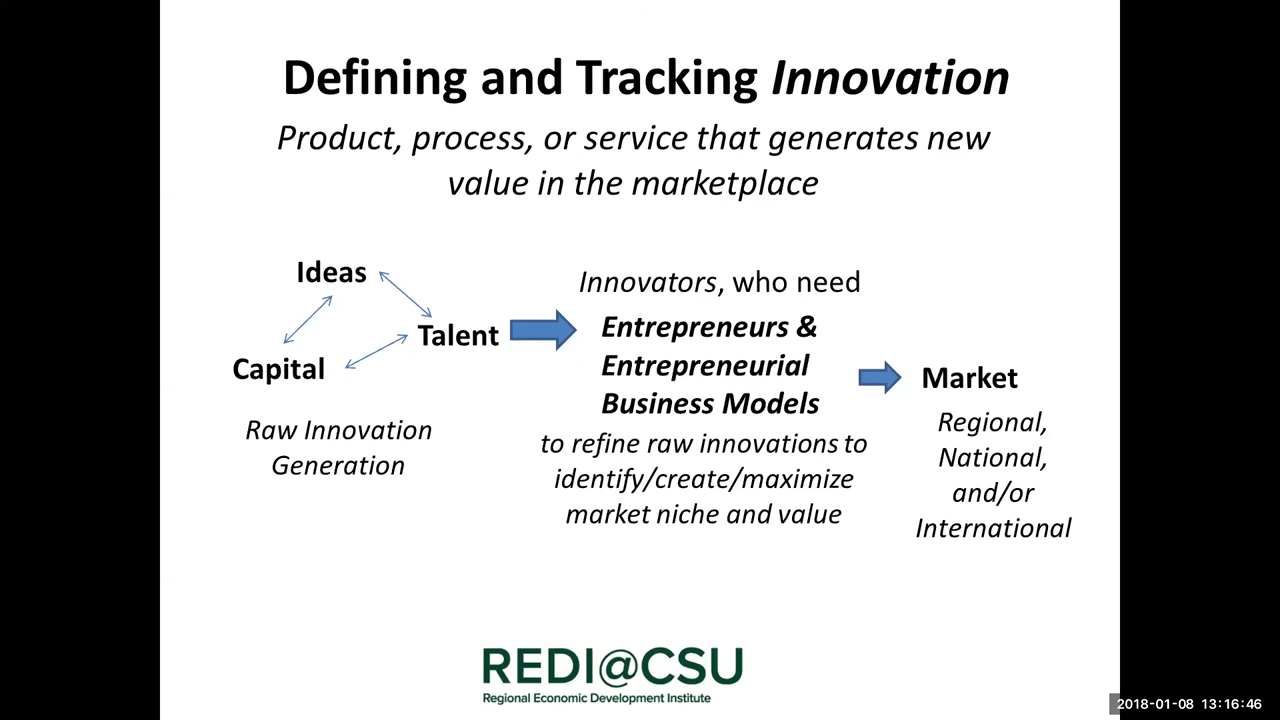 Defining and Tracking Innovation
Product, process, or service that generates new
value in the marketplace
Ideas
Talent
Capital
Raw Innovation
Generation
Innovators, who need
Entrepreneurs &
Entrepreneurial
Business Models
to refine raw innovations to
identify/create/maximize
market niche and value
Market
Regional,
National,
and/or
International
REDI@CSU
Regional Economic Development Institute
2018-01-08 13:16:46